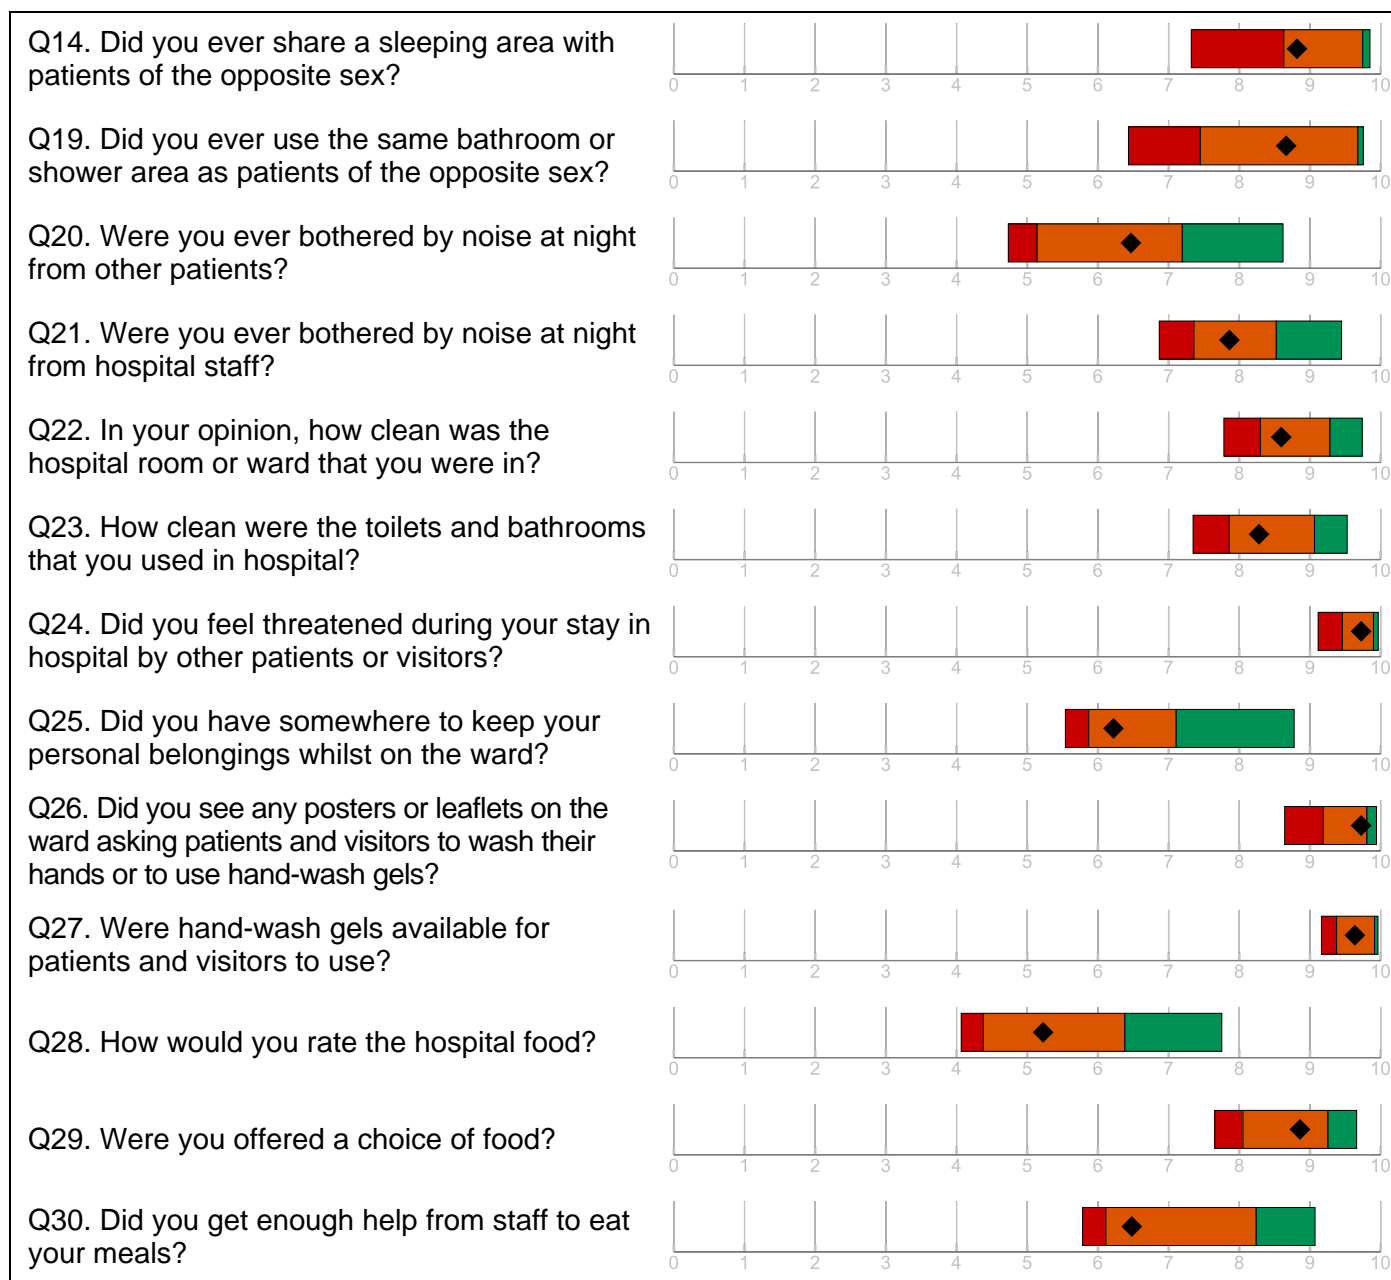 Q14. Did you ever share a sleeping area with
patients of the opposite sex?
0 1 2 3 4 5 6 7 8 9 10
Q19. Did you ever use the same bathroom or
shower area as patients of the opposite sex?
0 1 2 3 4 5 6 7 8 9 10
Q20. Were you ever bothered by noise at night
from other patients?
0 1 2 3 4 5 6 7 8 9 10
Q21. Were you ever bothered by noise at night
from hospital staff?
0 1 2 3 4 5 6 7 8 9 10
Q22. In your opinion, how clean was the
hospital room or ward that you were in?
0 1 2 3 4 5 6 7 8 9 10
Q23. How clean were the toilets and bathrooms
that you used in hospital?
0 1 2 3 4 5 6 7 8 9 10
Q24. Did you feel threatened during your stay in
hospital by other patients or visitors?
0 1 2 3 4 5 6 7 8 9 10
Q25. Did you have somewhere to keep your
personal belongings whilst on the ward?
0 1 2 3 4 5 6 7 8 9 10
Q26. Did you see any posters or leaflets on the
ward asking patients and visitors to wash their
hands or to use hand-wash gels?
0 1 2 3 4 5 6 7 8 9 10
Q27. Were hand-wash gels available for
patients and visitors to use?
0 1 2 3 4 5 6 7 8 9 10
Q28. How would you rate the hospital food?
0 1 2 3 4 5 6 7 8 9 10
Q29. Were you offered a choice of food?
0 1 2 3 4 5 6 7 8 9 10
Q30. Did you get enough help from staff to eat
your meals?
0 1 2 3 4 5 6 7 8 9 10